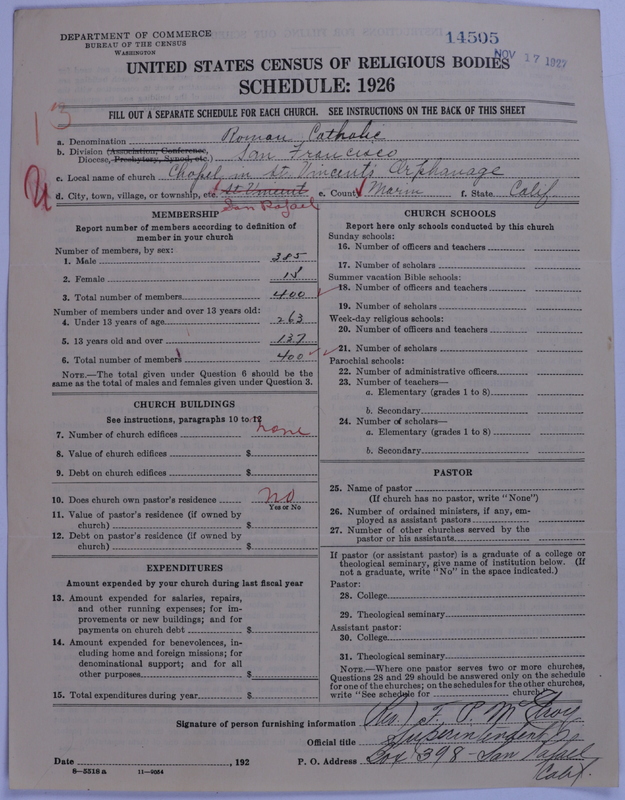 DEPARTMENT OF COMMERCE
BUREAU OF THE CENSUS
WASHINGTON
14505
NOV 17 1927
UNITED STATES CENSUS OF RELIGIOUS BODIES
SCHEDULE: 1926
13
FILL OUT A SEPARATE SCHEDULE FOR EACH CHURCH. SEE INSTRUCTIONS ON THE BACK OF THIS SHEET
a. Denomination Roman Catholic
b. Division (Association, Conference,
Diocese, Presbytery, Synod, etc.) San Francisco
c. Local name of church Chapel in St Vincent's Orphanage
d. City, town, village, or township, etc. St Vincent e. County Marin f. State Calif
San Rafael
MEMBERSHIP
Report number of members according to definition of
member in your church
Number of members, by sex:
1. Male 385
2. Female 15
3. Total number of members 400
Number of members under and over 13 years old:
4. Under 13 years of age 263
5. 13 years old and over 137
6. Total number of members 400
NOTE.—The total given under Question 6 should be the
same as the total of males and females given under Question 3.
CHURCH BUILDINGS
See instructions, paragraphs 10 to 12
7. Number of church edifices none
8. Value of church edifices $
9. Debt on church edifices $
10. Does church own pastor's residence No
Yes or No
11. Value of pastor's residence (if owned by
church) $
12. Debt on pastor's residence (if owned by
church) $
EXPENDITURES
Amount expended by your church during last fiscal year
13. Amount expended for salaries, repairs,
and other running expenses; for im-
provements or new buildings; and for
payments on church debt $
14. Amount expended for benevolences, in-
cluding home and foreign missions; for
denominational support; and for all
other purposes $
15. Total expenditures during year $
CHURCH SCHOOLS
Report here only schools conducted by this church
Sunday schools:
16. Number of officers and teachers
17. Number of scholars
Summer vacation Bible schools:
18. Number of officers and teachers
19. Number of scholars
Week-day religious schools:
20. Number of officers and teachers
21. Number of scholars
Parochial schools:
22. Number of administrative officers
23. Number of teachers—
a. Elementary (grades 1 to 8)
b. Secondary
24. Number of scholars—
a. Elementary (grades 1 to 8)
b. Secondary
PASTOR
25. Name of pastor
(If church has no pastor, write "None")
26. Number of ordained ministers, if any, em-
ployed as assistant pastors
27. Number of other churches served by the
pastor or his assistants
If pastor (or assistant pastor) is a graduate of a college or
theological seminary, give name of institution below. (If
not a graduate, write "No" in the space indicated.)
Pastor:
28. College
29. Theological seminary
Assistant pastor:
30. College
31. Theological seminary
NOTE.—Where one pastor serves two or more churches,
Questions 28 and 29 should be answered only on the schedule
for one of the churches; on the schedules for the other churches,
write "See schedule for church."
Signature of person furnishing information (Rev.) F. P. McElroy
Official title Superintendent
Date , 192 P. O. Address Box 398 - San Rafael
Calif.
8—5518 a 11—9054